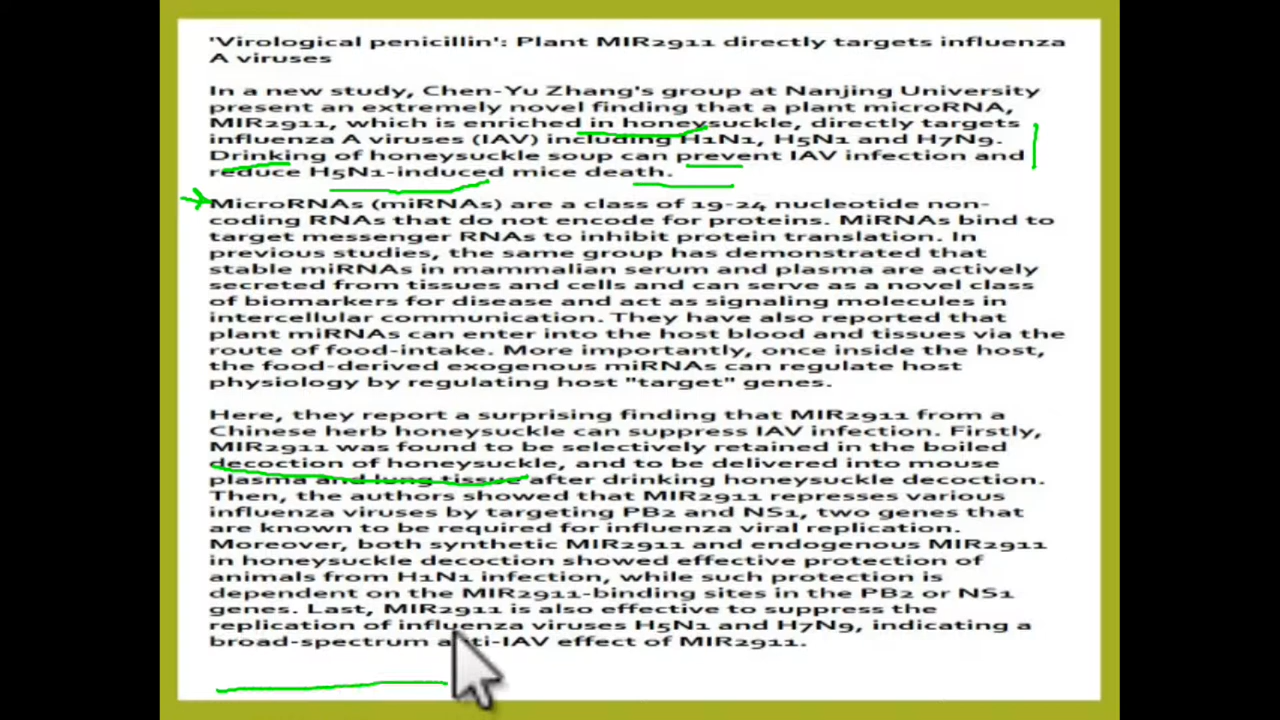 'Virological penicillin': Plant MIR2911 directly targets influenza
A viruses
In a new study, Chen-Yu Zhang's group at Nanjing University
present an extremely novel finding that a plant microRNA,
MIR2911, which is enriched in honeysuckle, directly targets
influenza A viruses (IAV) including H1N1, H5N1 and H7N9.
Drinking of honeysuckle soup can prevent IAV infection and
reduce H5N1-induced mice death.
MicroRNAs (miRNAs) are a class of 19-24 nucleotide non-
coding RNAs that do not encode for proteins. MiRNAs bind to
target messenger RNAs to inhibit protein translation. In
previous studies, the same group has demonstrated that
stable miRNAs in mammalian serum and plasma are actively
secreted from tissues and cells and can serve as a novel class
of biomarkers for disease and act as signaling molecules in
intercellular communication. They have also reported that
plant miRNAs can enter into the host blood and tissues via the
route of food-intake. More importantly, once inside the host,
the food-derived exogenous miRNAs can regulate host
physiology by regulating host "target" genes.
Here, they report a surprising finding that MIR2911 from a
Chinese herb honeysuckle can suppress IAV infection. Firstly,
MIR2911 was found to be selectively retained in the boiled
decoction of honeysuckle, and to be delivered into mouse
plasma and lung tissue after drinking honeysuckle decoction.
Then, the authors showed that MIR2911 represses various
influenza viruses by targeting PB2 and NS1, two genes that
are known to be required for influenza viral replication.
Moreover, both synthetic MIR2911 and endogenous MIR2911
in honeysuckle decoction showed effective protection of
animals from H1N1 infection, while such protection is
dependent on the MIR2911-binding sites in the PB2 or NS1
genes. Last, MIR2911 is also effective to suppress the
replication of influenza viruses H5N1 and H7N9, indicating a
broad-spectrum anti-IAV effect of MIR2911.